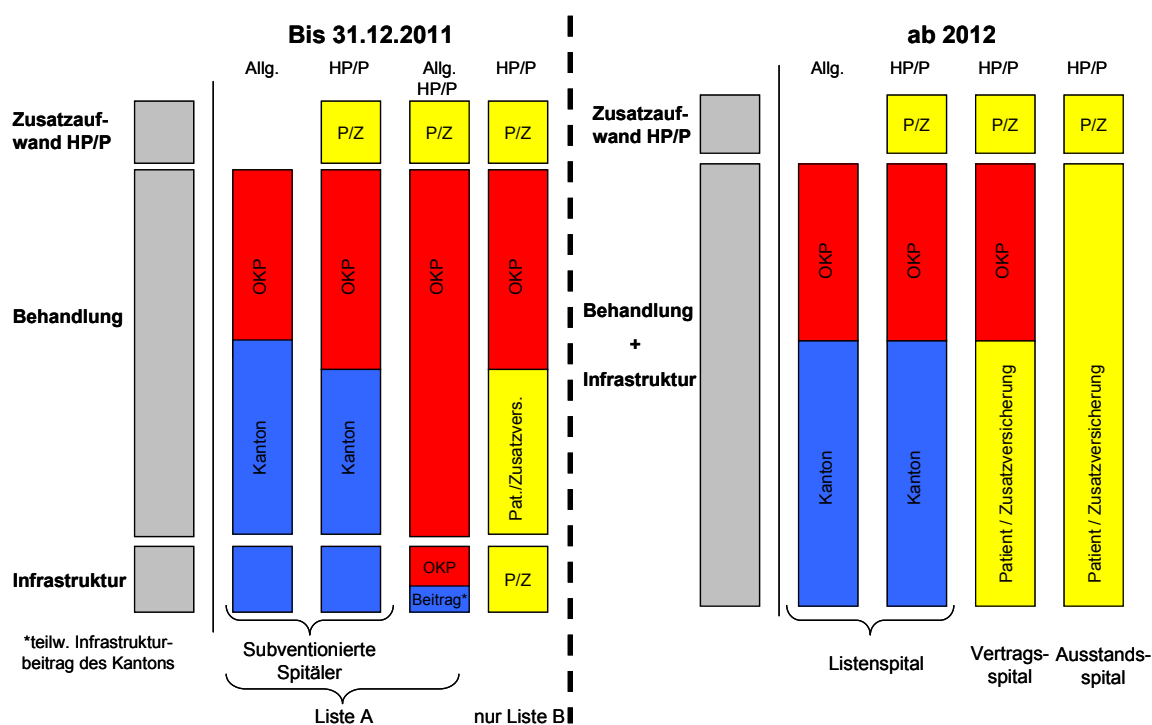 Bis 31.12.2011
Allg.
HP/P
Allg.
HP/P
HP/P
Zusatzauf-
wand HP/P
P/Z
P/Z
P/Z
Behandlung
OKP
OKP
OKP
OKP
Kanton
Kanton
Pat./Zusatzvers.
Infrastruktur
OKP
Beitrag*
P/Z
*teilw. Infrastruktur-
beitrag des Kantons
Subventionierte
Spitäler
Liste A
nur Liste B
ab 2012
Allg.
HP/P
HP/P
HP/P
Zusatzauf-
wand HP/P
P/Z
P/Z
P/Z
Behandlung
+
Infrastruktur
OKP
OKP
OKP
Kanton
Kanton
Patient / Zusatzversicherung
Patient / Zusatzversicherung
Listenspital
Vertrags-
spital
Ausstands-
spital